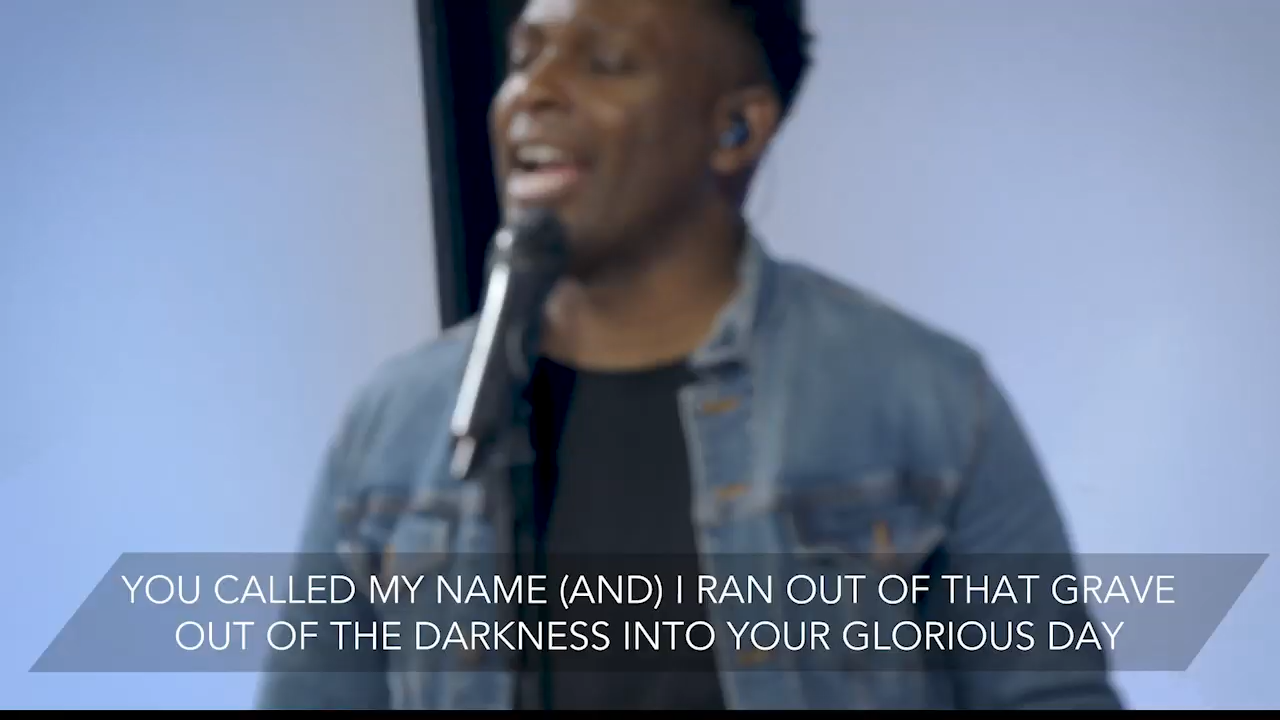 YOU CALLED MY NAME (AND) I RAN OUT OF THAT GRAVE
OUT OF THE DARKNESS INTO YOUR GLORIOUS DAY